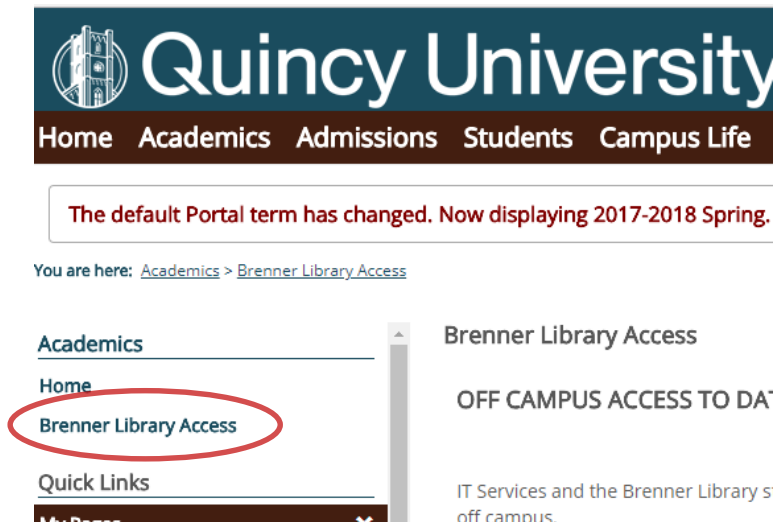 Quincy University
Home Academics Admissions Students Campus Life
The default Portal term has changed. Now displaying 2017-2018 Spring.
You are here: Academics > Brenner Library Access
Academics
Home
Brenner Library Access
Quick Links
My Pages
Brenner Library Access
OFF CAMPUS ACCESS TO
IT Services and the Brenner Library
off campus.